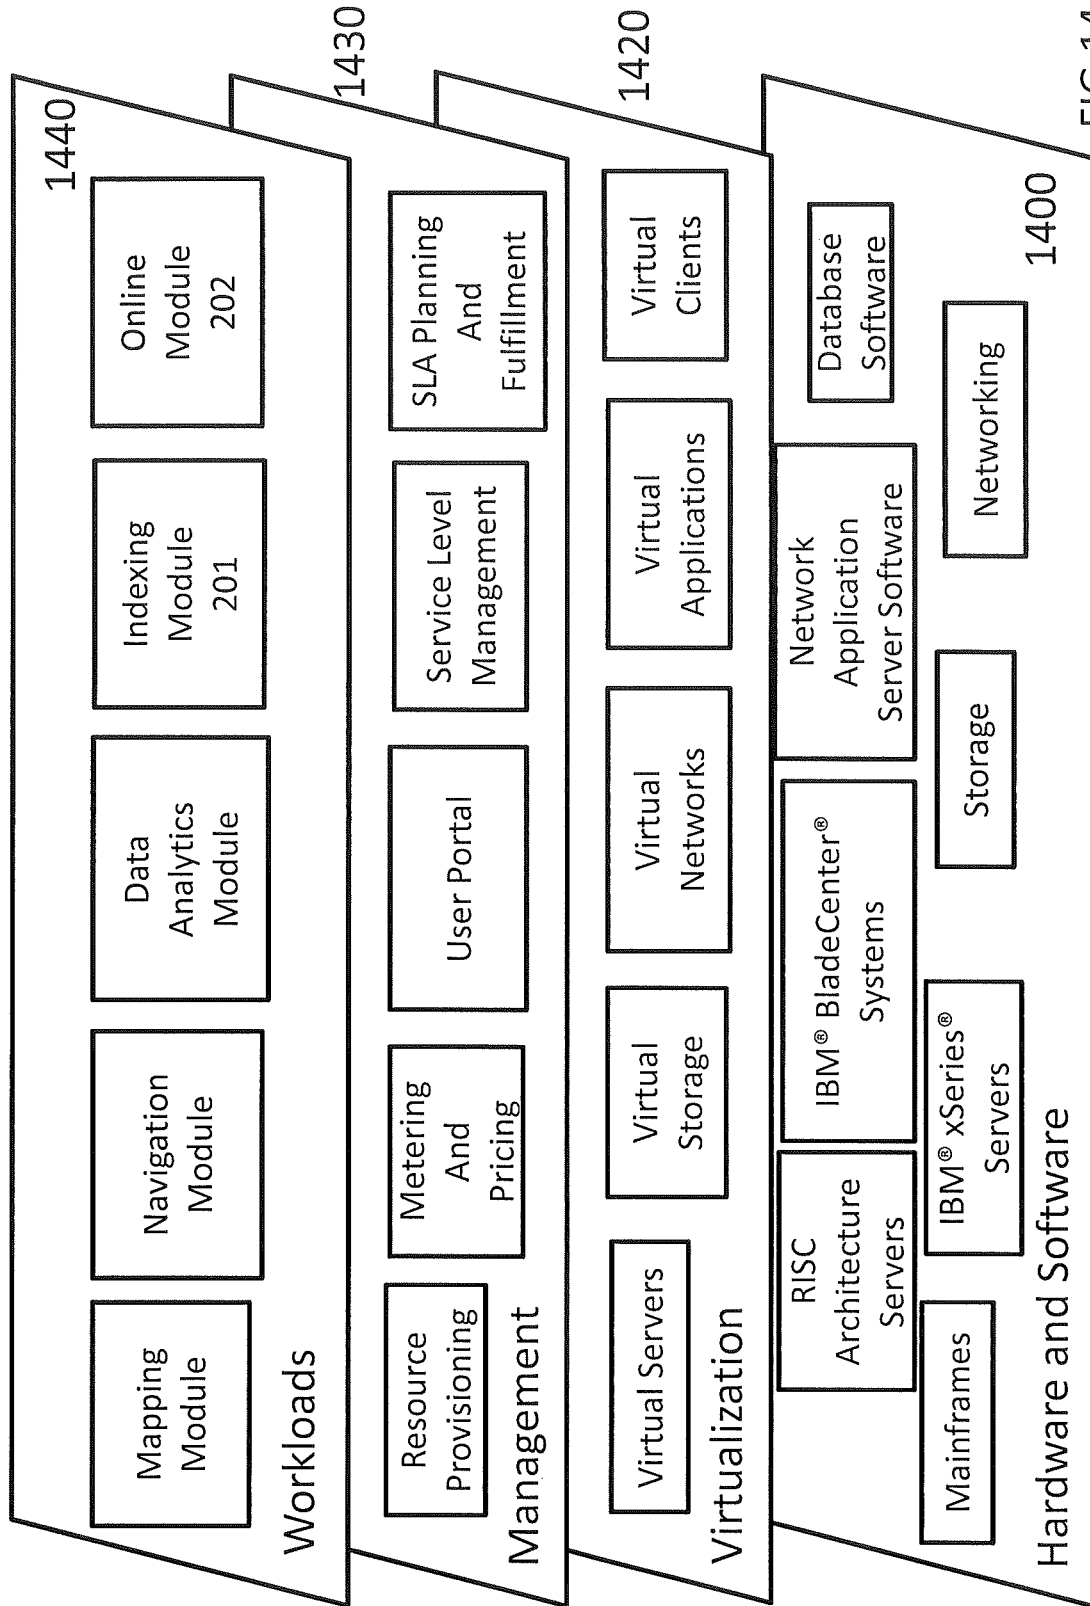 1440
Mapping
Module
Navigation
Module
Data
Analytics
Module
Indexing
Module
201
Online
Module
202
Workloads
1430
Resource
Provisioning
Metering
And
Pricing
User Portal
Service Level
Management
SLA Planning
And
Fulfillment
Management
1420
Virtual Servers
Virtual
Storage
Virtual
Networks
Virtual
Applications
Virtual
Clients
Virtualization
RISC
Architecture
Servers
IBM® BladeCenter®
Systems
Network
Application
Server Software
Database
Software
Mainframes
IBM® xSeries®
Servers
Storage
Networking
Hardware and Software
1400